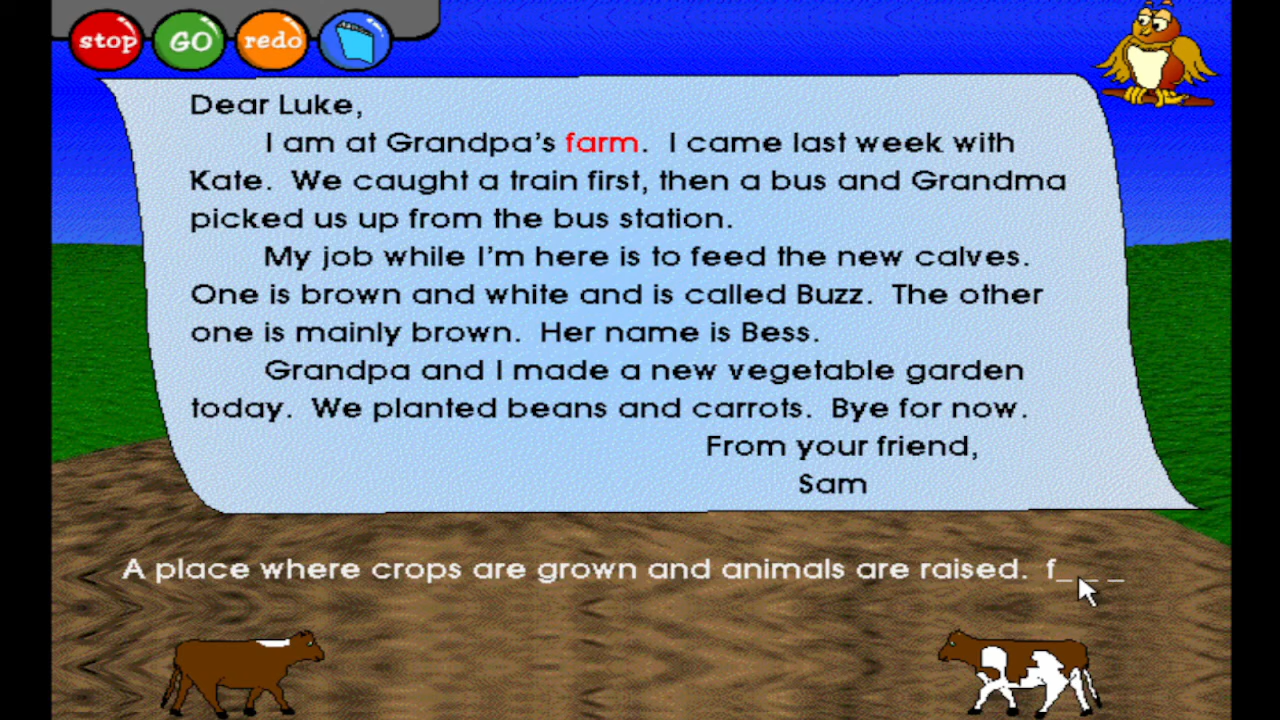 stop GO redo
Dear Luke,
I am at Grandpa's farm. I came last week with
Kate. We caught a train first, then a bus and Grandma
picked us up from the bus station.
My job while I'm here is to feed the new calves.
One is brown and white and is called Buzz. The other
one is mainly brown. Her name is Bess.
Grandpa and I made a new vegetable garden
today. We planted beans and carrots. Bye for now.
From your friend,
Sam
A place where crops are grown and animals are raised. f_ _ _